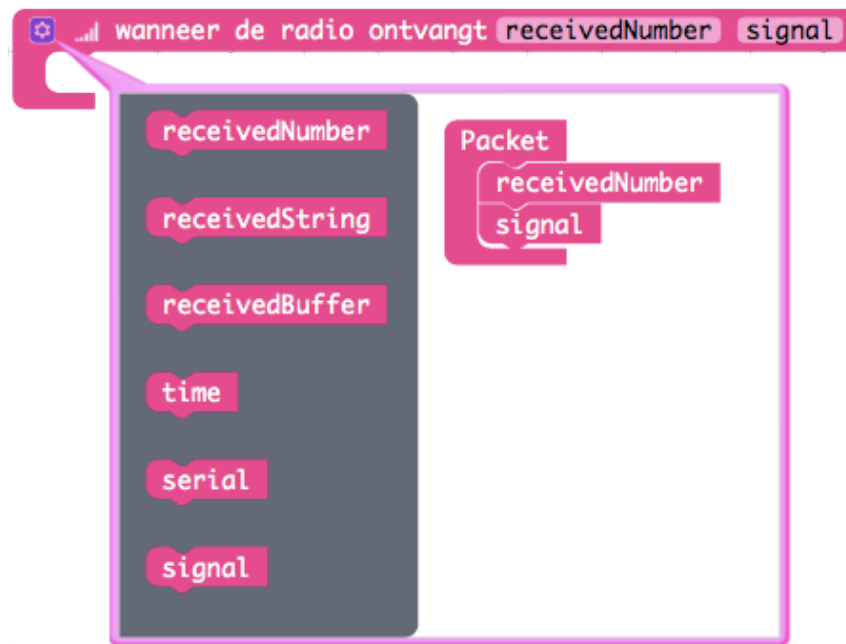 wanneer de radio ontvangt receivedNumber signal
receivedNumber
receivedString
receivedBuffer
time
serial
signal
Packet
receivedNumber
signal